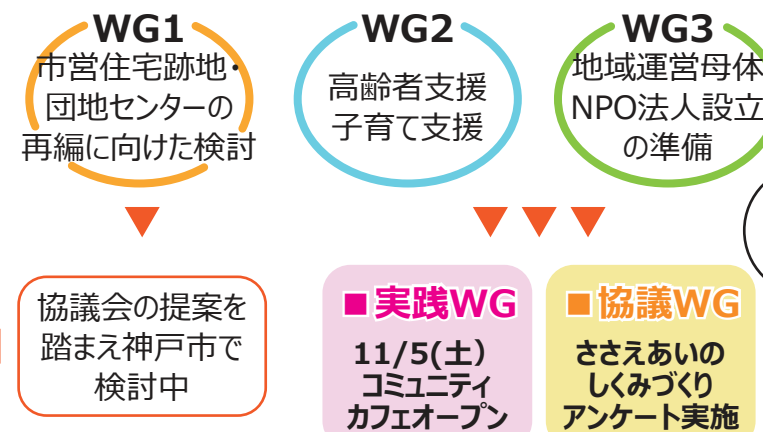 WG1
市営住宅跡地・
団地センターの
再編に向けた検討
WG2
高齢者支援
子育て支援
WG3
地域運営母体
NPO法人設立
の準備
協議会の提案を
踏まえ神戸市で
検討中
■実践WG
11/5(土)
コミュニティ
カフェオープン
■協議WG
ささえあいの
しくみづくり
アンケート実施